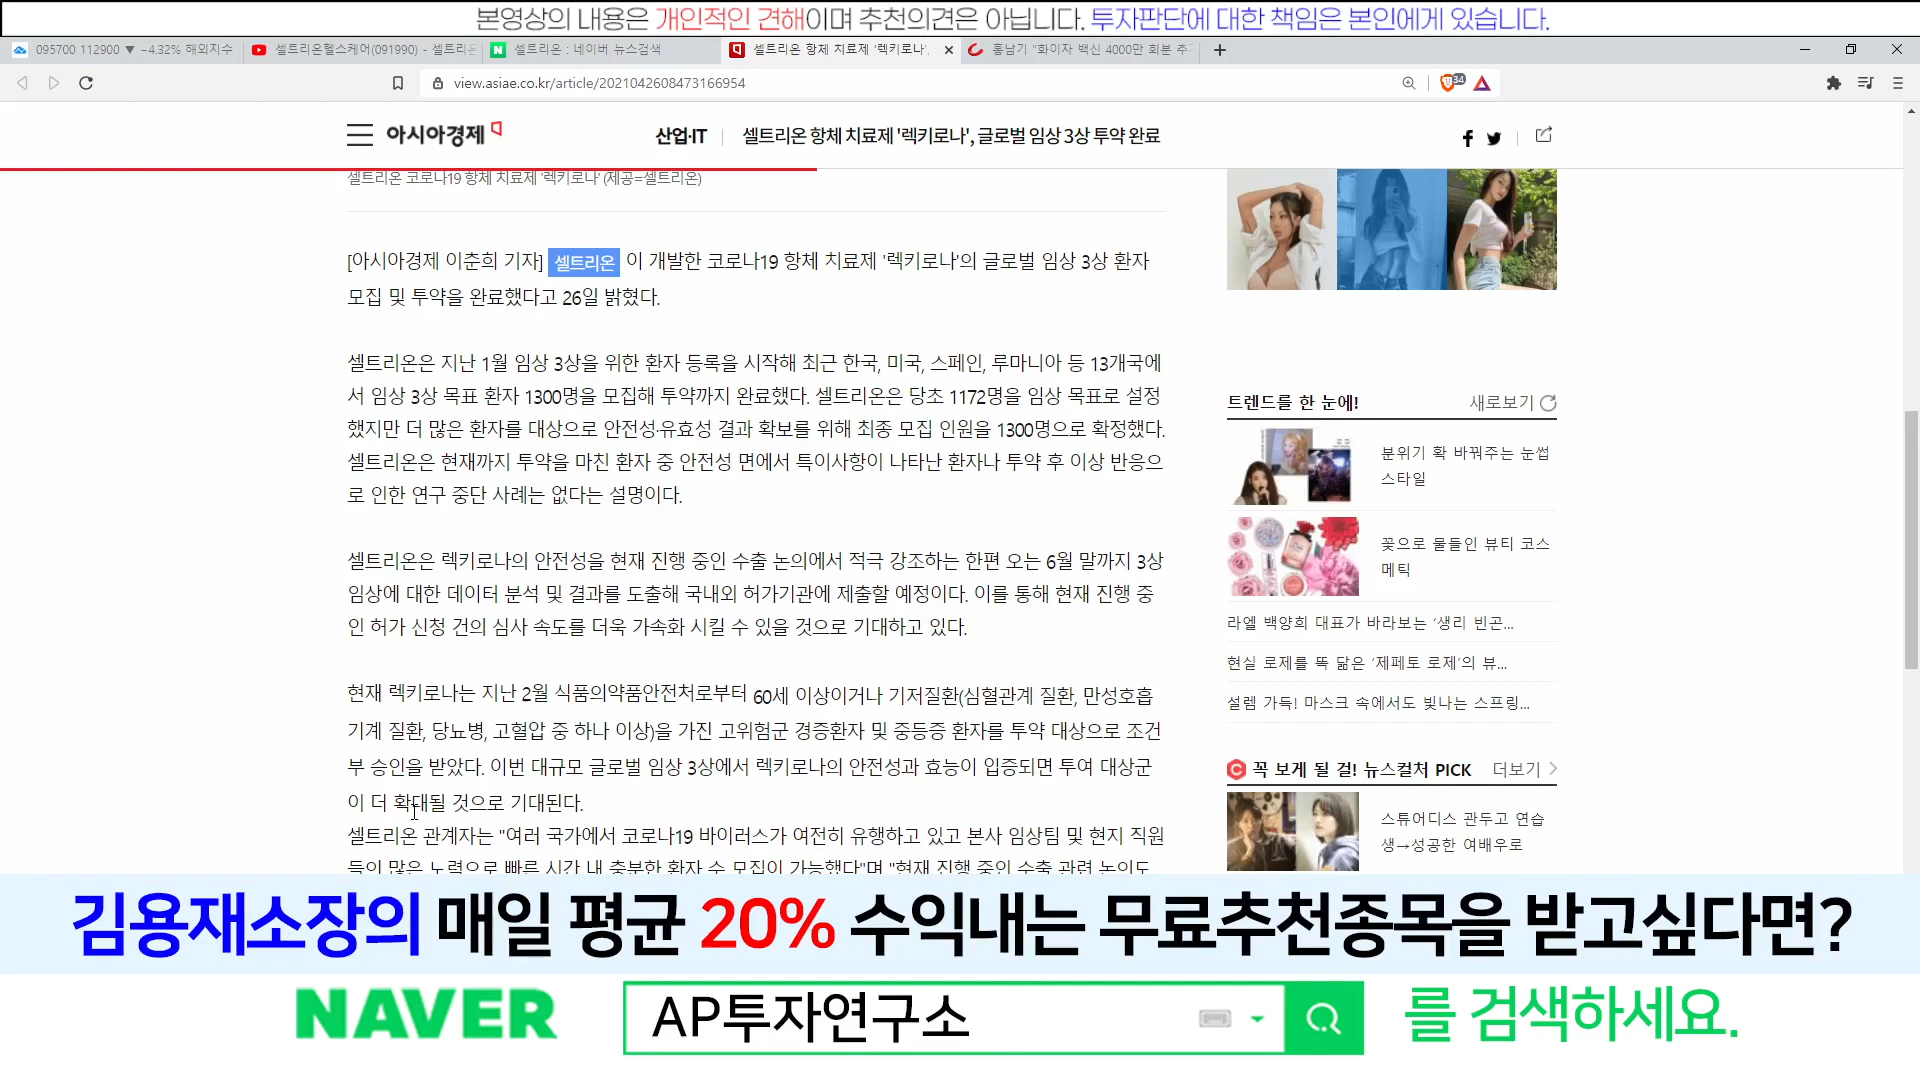 본영상의 내용은 개인적인 견해이며 추천의견은 아닙니다. 투자판단에 대한 책임은 본인에게 있습니다.
095700 112900 ▼ -4.32% 해외지수
셀트리온헬스케어(091990) - 셀트리온
셀트리온 : 네이버 뉴스검색
셀트리온 항체 치료제 '렉키로나',
홍남기 "화이자 백신 4000만 회분 추
view.asiae.co.kr/article/2021042608473166954
34
아시아경제
산업·IT
셀트리온 항체 치료제 '렉키로나', 글로벌 임상 3상 투약 완료
셀트리온 코로나19 항체 치료제 '렉키로나' (제공=셀트리온)
[아시아경제 이춘희 기자] 셀트리온 이 개발한 코로나19 항체 치료제 '렉키로나'의 글로벌 임상 3상 환자
모집 및 투약을 완료했다고 26일 밝혔다.
셀트리온은 지난 1월 임상 3상을 위한 환자 등록을 시작해 최근 한국, 미국, 스페인, 루마니아 등 13개국에
서 임상 3상 목표 환자 1300명을 모집해 투약까지 완료했다. 셀트리온은 당초 1172명을 임상 목표로 설정
했지만 더 많은 환자를 대상으로 안전성·유효성 결과 확보를 위해 최종 모집 인원을 1300명으로 확정했다.
셀트리온은 현재까지 투약을 마친 환자 중 안전성 면에서 특이사항이 나타난 환자나 투약 후 이상 반응으
로 인한 연구 중단 사례는 없다는 설명이다.
셀트리온은 렉키로나의 안전성을 현재 진행 중인 수출 논의에서 적극 강조하는 한편 오는 6월 말까지 3상
임상에 대한 데이터 분석 및 결과를 도출해 국내외 허가기관에 제출할 예정이다. 이를 통해 현재 진행 중
인 허가 신청 건의 심사 속도를 더욱 가속화 시킬 수 있을 것으로 기대하고 있다.
현재 렉키로나는 지난 2월 식품의약품안전처로부터 60세 이상이거나 기저질환(심혈관계 질환, 만성호흡
기계 질환, 당뇨병, 고혈압 중 하나 이상)을 가진 고위험군 경증환자 및 중등증 환자를 투약 대상으로 조건
부 승인을 받았다. 이번 대규모 글로벌 임상 3상에서 렉키로나의 안전성과 효능이 입증되면 투여 대상군
이 더 확대될 것으로 기대된다.
셀트리온 관계자는 "여러 국가에서 코로나19 바이러스가 여전히 유행하고 있고 본사 임상팀 및 현지 직원
들의 많은 노력으로 빠른 시간 내 충분한 환자 수 모집이 가능했다"며 "현재 진행 중인 수출 관련 논의도
트렌드를 한 눈에!
새로보기
분위기 확 바꿔주는 눈썹
스타일
꽃으로 물들인 뷰티 코스
메틱
라엘 백양희 대표가 바라보는 '생리 빈곤...
현실 로제를 똑 닮은 '제페토 로제'의 뷰...
설렘 가득! 마스크 속에서도 빛나는 스프링...
꼭 보게 될 걸! 뉴스컬처 PICK
더보기
스튜어디스 관두고 연습
생→성공한 여배우로
김용재소장의 매일 평균 20% 수익내는 무료추천종목을 받고싶다면?
NAVER
AP투자연구소
를 검색하세요.